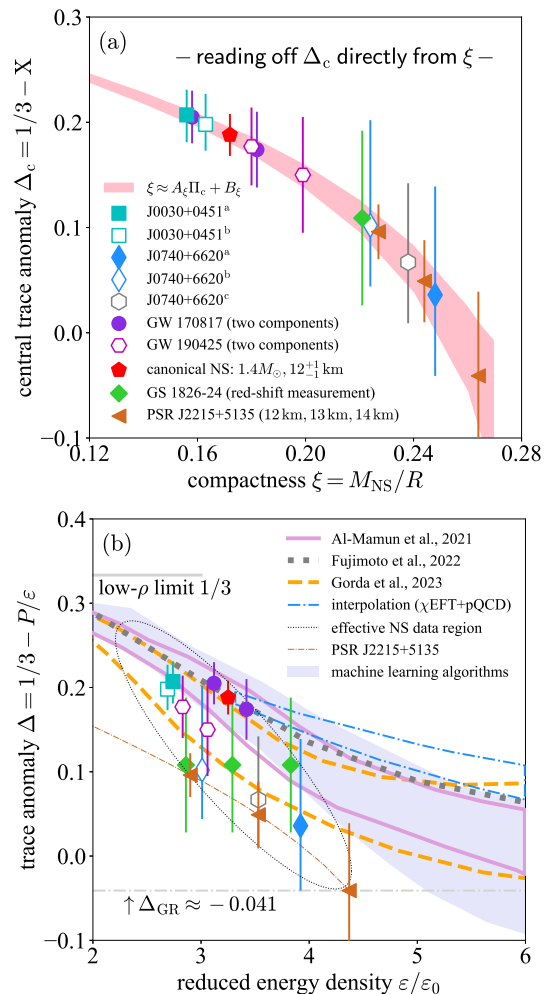 (a)
– reading off Δc directly from ξ –
central trace anomaly Δc = 1/3 − X
0.3
0.2
0.1
0.0
−0.1
ξ ≈ AξΠc + Bξ
J0030+0451ᵃ
J0030+0451ᵇ
J0740+6620ᵃ
J0740+6620ᵇ
J0740+6620ᶜ
GW 170817 (two components)
GW 190425 (two components)
canonical NS: 1.4M⊙, 12₋₁⁺¹ km
GS 1826-24 (red-shift measurement)
PSR J2215+5135 (12 km, 13 km, 14 km)
0.12 0.16 0.20 0.24 0.28
compactness ξ = MNS/R
(b)
trace anomaly Δ = 1/3 − P/ε
0.4
0.3
0.2
0.1
0.0
−0.1
low-ρ limit 1/3
Al-Mamun et al., 2021
Fujimoto et al., 2022
Gorda et al., 2023
interpolation (χEFT+pQCD)
effective NS data region
PSR J2215+5135
machine learning algorithms
↑ ΔGR ≈ −0.041
2 3 4 5 6
reduced energy density ε/ε₀